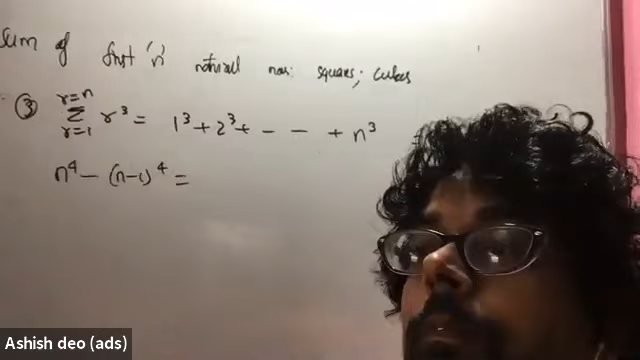 Sum of first 'n' natural nos: squares; cubes
③ r=n
Σ r³ = 1³ + 2³ + - - + n³
r=1
n⁴ - (n-1)⁴ =
Ashish deo (ads)